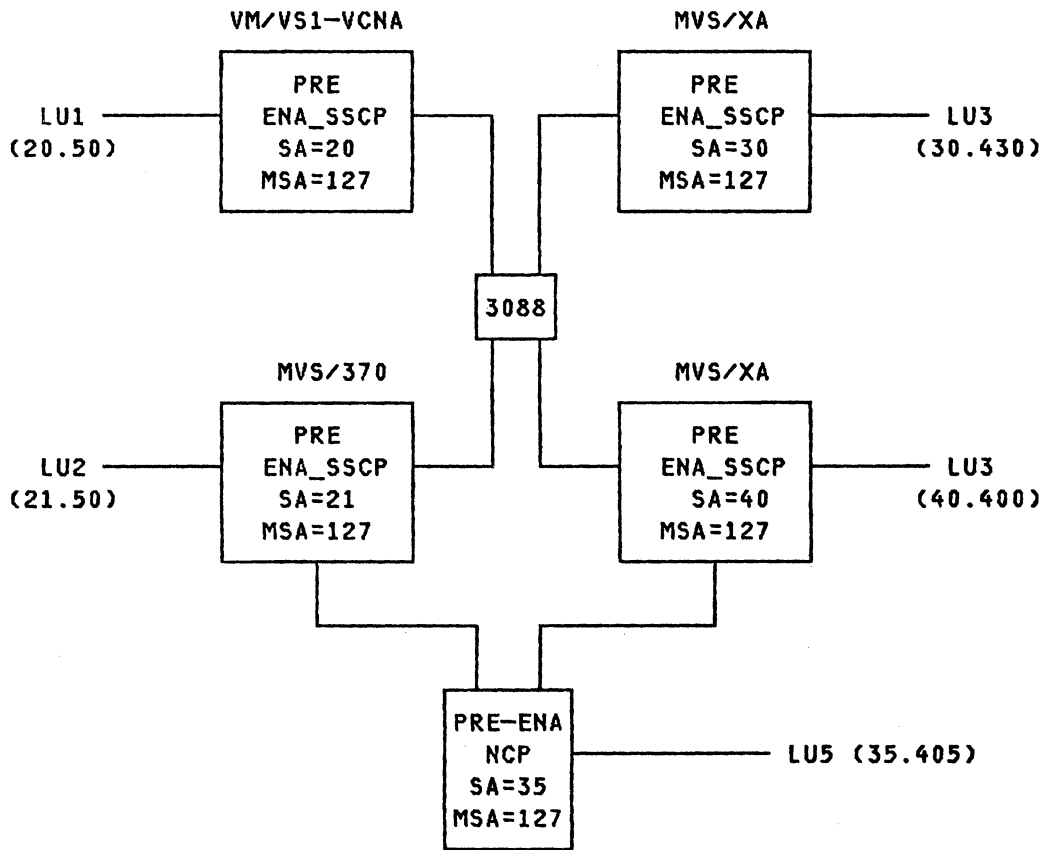 VM/VS1-VCNA
MVS/XA
PRE
ENA_SSCP
SA=20
MSA=127
LU1
(20.50)
PRE
ENA_SSCP
SA=30
MSA=127
LU3
(30.430)
3088
MVS/370
MVS/XA
PRE
ENA_SSCP
SA=21
MSA=127
LU2
(21.50)
PRE
ENA_SSCP
SA=40
MSA=127
LU3
(40.400)
PRE-ENA
NCP
SA=35
MSA=127
LU5 (35.405)